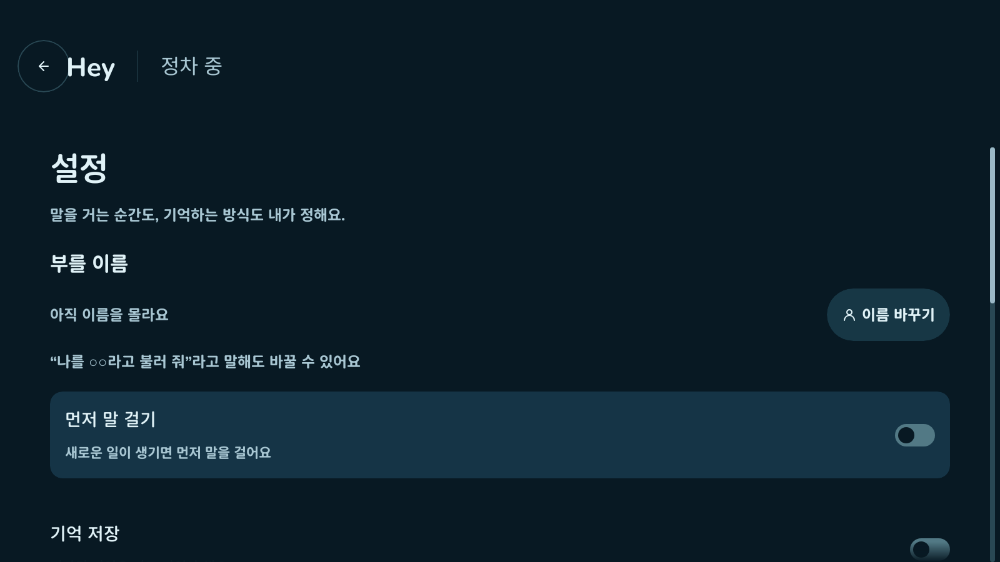 Hey
정차 중
설정
말을 거는 순간도, 기억하는 방식도 내가 정해요.
부를 이름
아직 이름을 몰라요
이름 바꾸기
“나를 ○○라고 불러 줘”라고 말해도 바꿀 수 있어요
먼저 말 걸기
새로운 일이 생기면 먼저 말을 걸어요
기억 저장